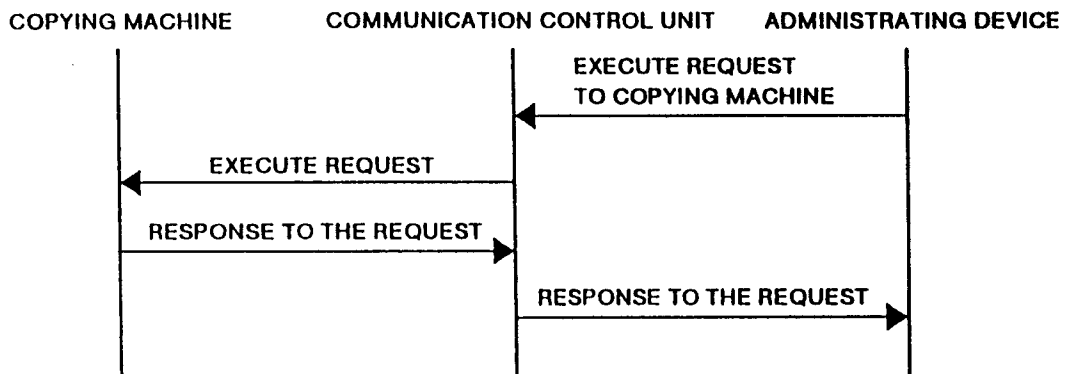 COPYING MACHINE COMMUNICATION CONTROL UNIT ADMINISTRATING DEVICE
EXECUTE REQUEST
TO COPYING MACHINE
EXECUTE REQUEST
RESPONSE TO THE REQUEST
RESPONSE TO THE REQUEST